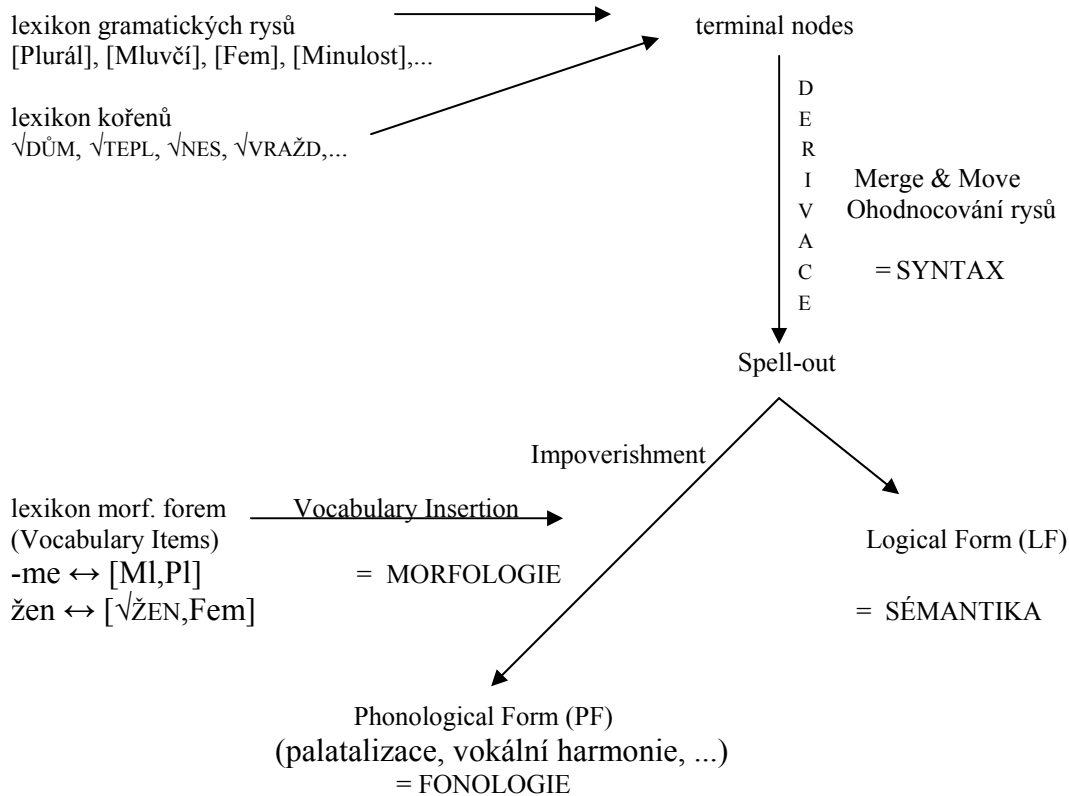 lexikon gramatických rysů
[Plurál], [Mluvčí], [Fem], [Minulost],...
terminal nodes
lexikon kořenů
√DŮM, √TEPL, √NES, √VRAŽD,...
D
E
R
I
V
A
C
E
Merge & Move
Ohodnocování rysů
= SYNTAX
Spell-out
Impoverishment
lexikon morf. forem
(Vocabulary Items)
-me ↔ [Ml,Pl]
žen ↔ [√ŽEN,Fem]
Vocabulary Insertion
= MORFOLOGIE
Logical Form (LF)
= SÉMANTIKA
Phonological Form (PF)
(palatalizace, vokální harmonie, ...)
= FONOLOGIE